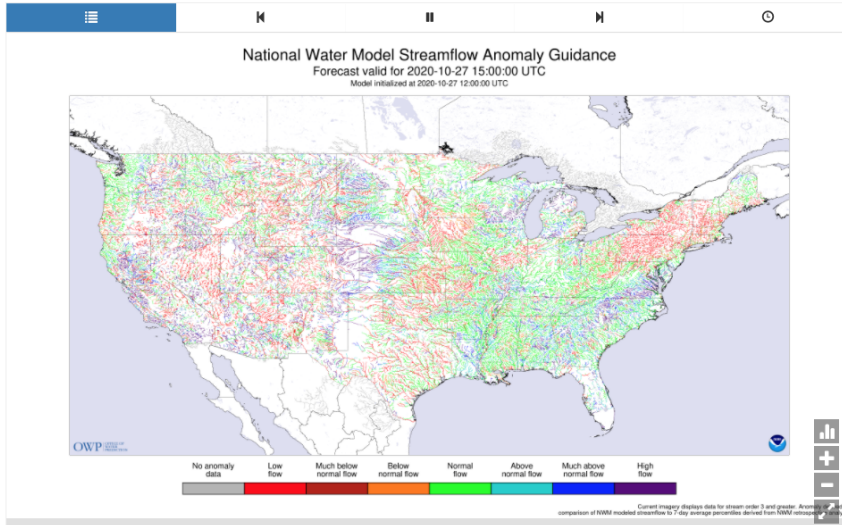 National Water Model Streamflow Anomaly Guidance
Forecast valid for 2020-10-27 15:00:00 UTC
Model initialized at 2020-10-27 12:00:00 UTC
OWP
No anomaly data
Low flow
Much below normal flow
Below normal flow
Normal flow
Above normal flow
Much above normal flow
High flow
Current imagery displays data for stream order 3 and greater. Anomaly
comparison of NWM modeled streamflow to 7-day average percentiles derived from NWM